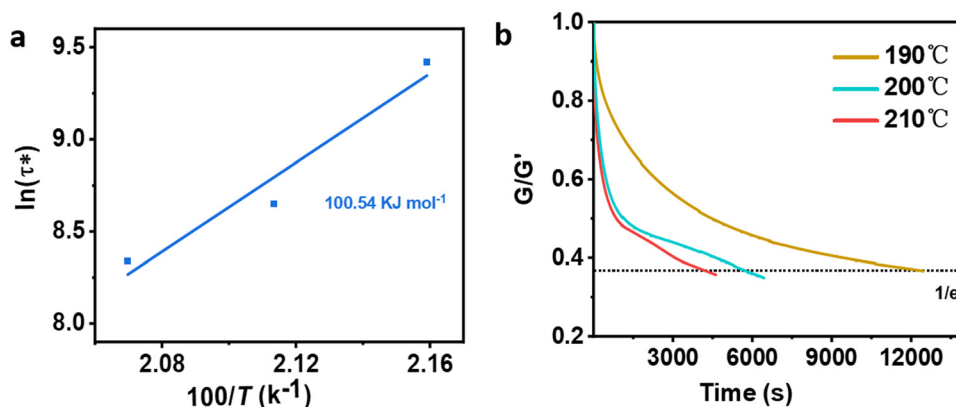 a
9.5
9.0
8.5
8.0
ln(τ*)
100.54 KJ mol⁻¹
2.08
2.12
2.16
100/T (k⁻¹)
b
1.0
0.8
0.6
0.4
0.2
G/G'
190℃
200℃
210℃
1/e
3000
6000
9000
12000
Time (s)